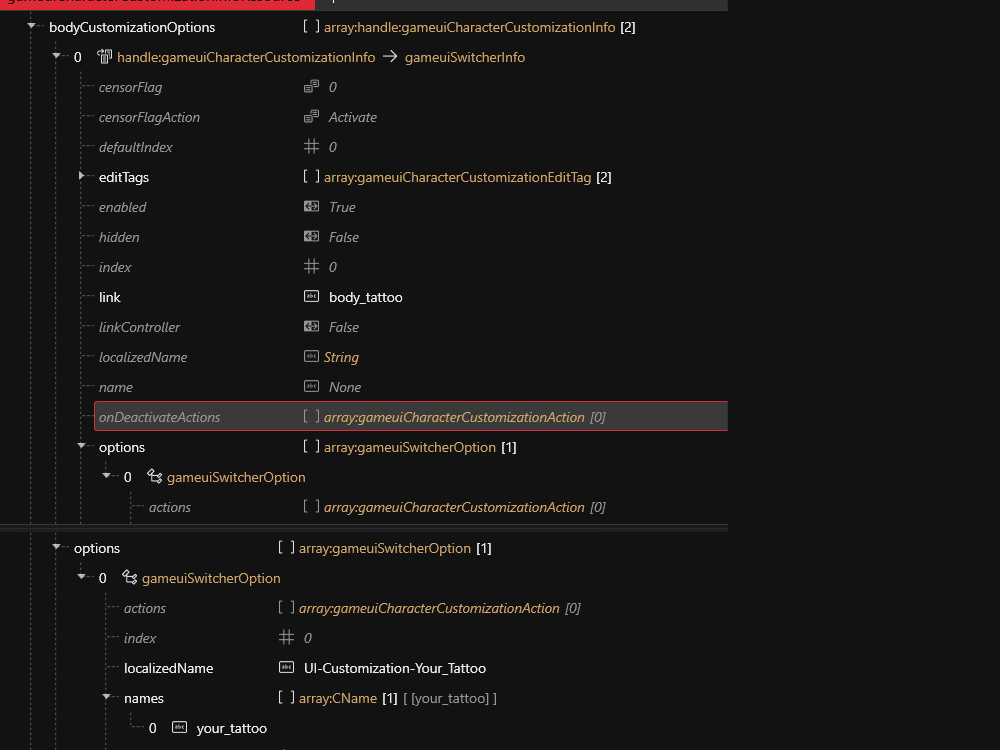 bodyCustomizationOptions [ ] array:handle:gameuiCharacterCustomizationInfo [2]
0 handle:gameuiCharacterCustomizationInfo → gameuiSwitcherInfo
censorFlag 0
censorFlagAction Activate
defaultIndex 0
editTags [ ] array:gameuiCharacterCustomizationEditTag [2]
enabled True
hidden False
index 0
link body_tattoo
linkController False
localizedName String
name None
onDeactivateActions [ ] array:gameuiCharacterCustomizationAction [0]
options [ ] array:gameuiSwitcherOption [1]
0 gameuiSwitcherOption
actions [ ] array:gameuiCharacterCustomizationAction [0]
options [ ] array:gameuiSwitcherOption [1]
0 gameuiSwitcherOption
actions [ ] array:gameuiCharacterCustomizationAction [0]
index 0
localizedName UI-Customization-Your_Tattoo
names [ ] array:CName [1] [ [your_tattoo] ]
0 your_tattoo